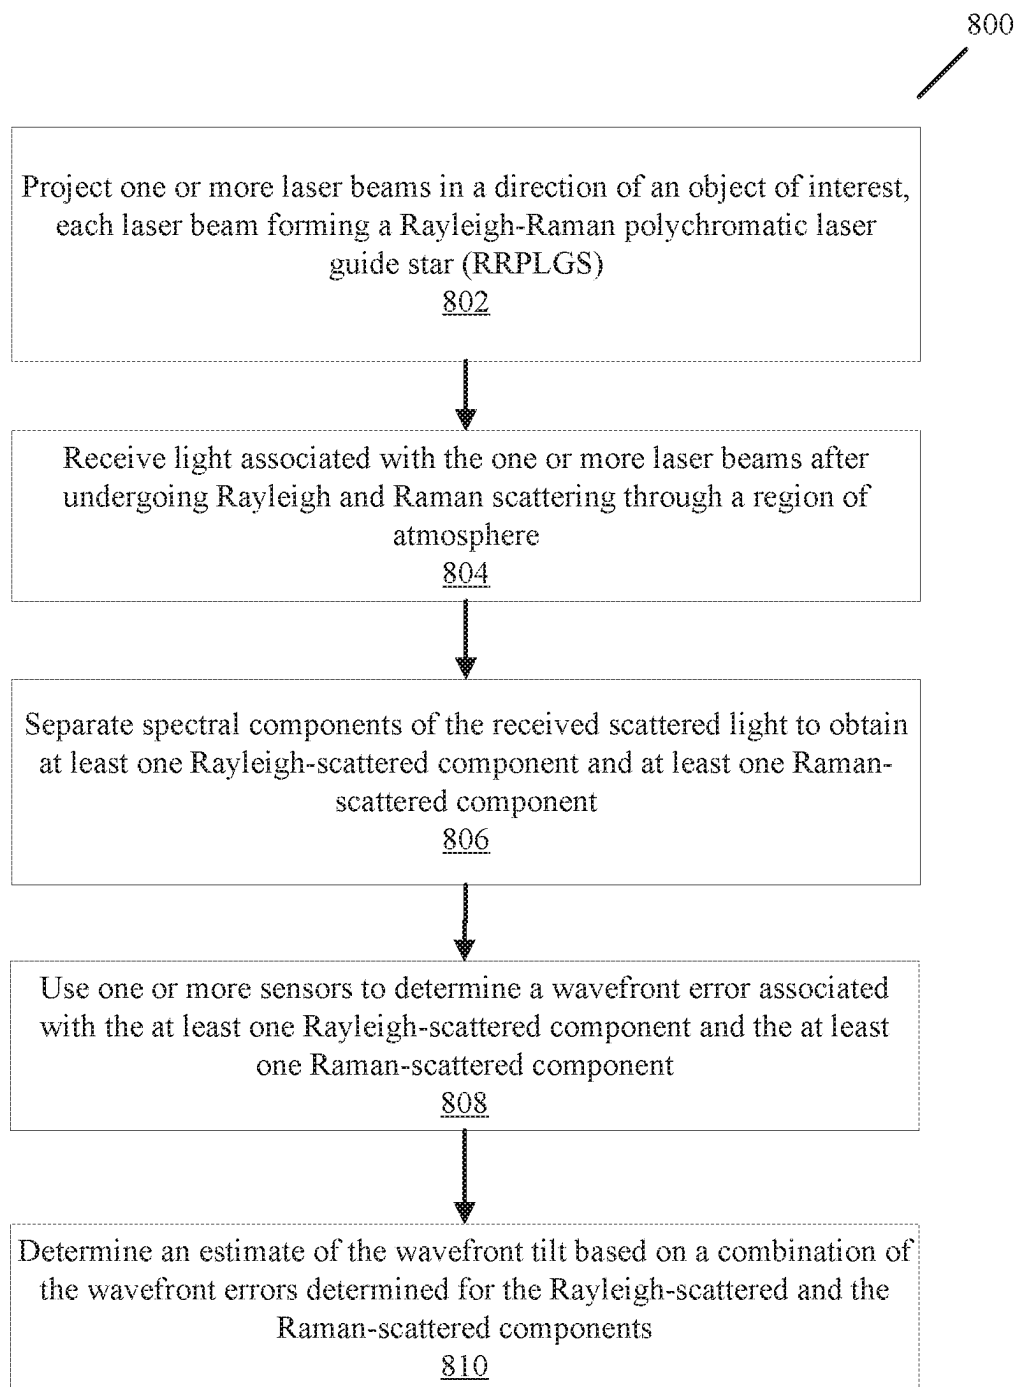 800
Project one or more laser beams in a direction of an object of interest,
each laser beam forming a Rayleigh-Raman polychromatic laser
guide star (RRPLGS)
802
Receive light associated with the one or more laser beams after
undergoing Rayleigh and Raman scattering through a region of
atmosphere
804
Separate spectral components of the received scattered light to obtain
at least one Rayleigh-scattered component and at least one Raman-
scattered component
806
Use one or more sensors to determine a wavefront error associated
with the at least one Rayleigh-scattered component and the at least
one Raman-scattered component
808
Determine an estimate of the wavefront tilt based on a combination of
the wavefront errors determined for the Rayleigh-scattered and the
Raman-scattered components
810